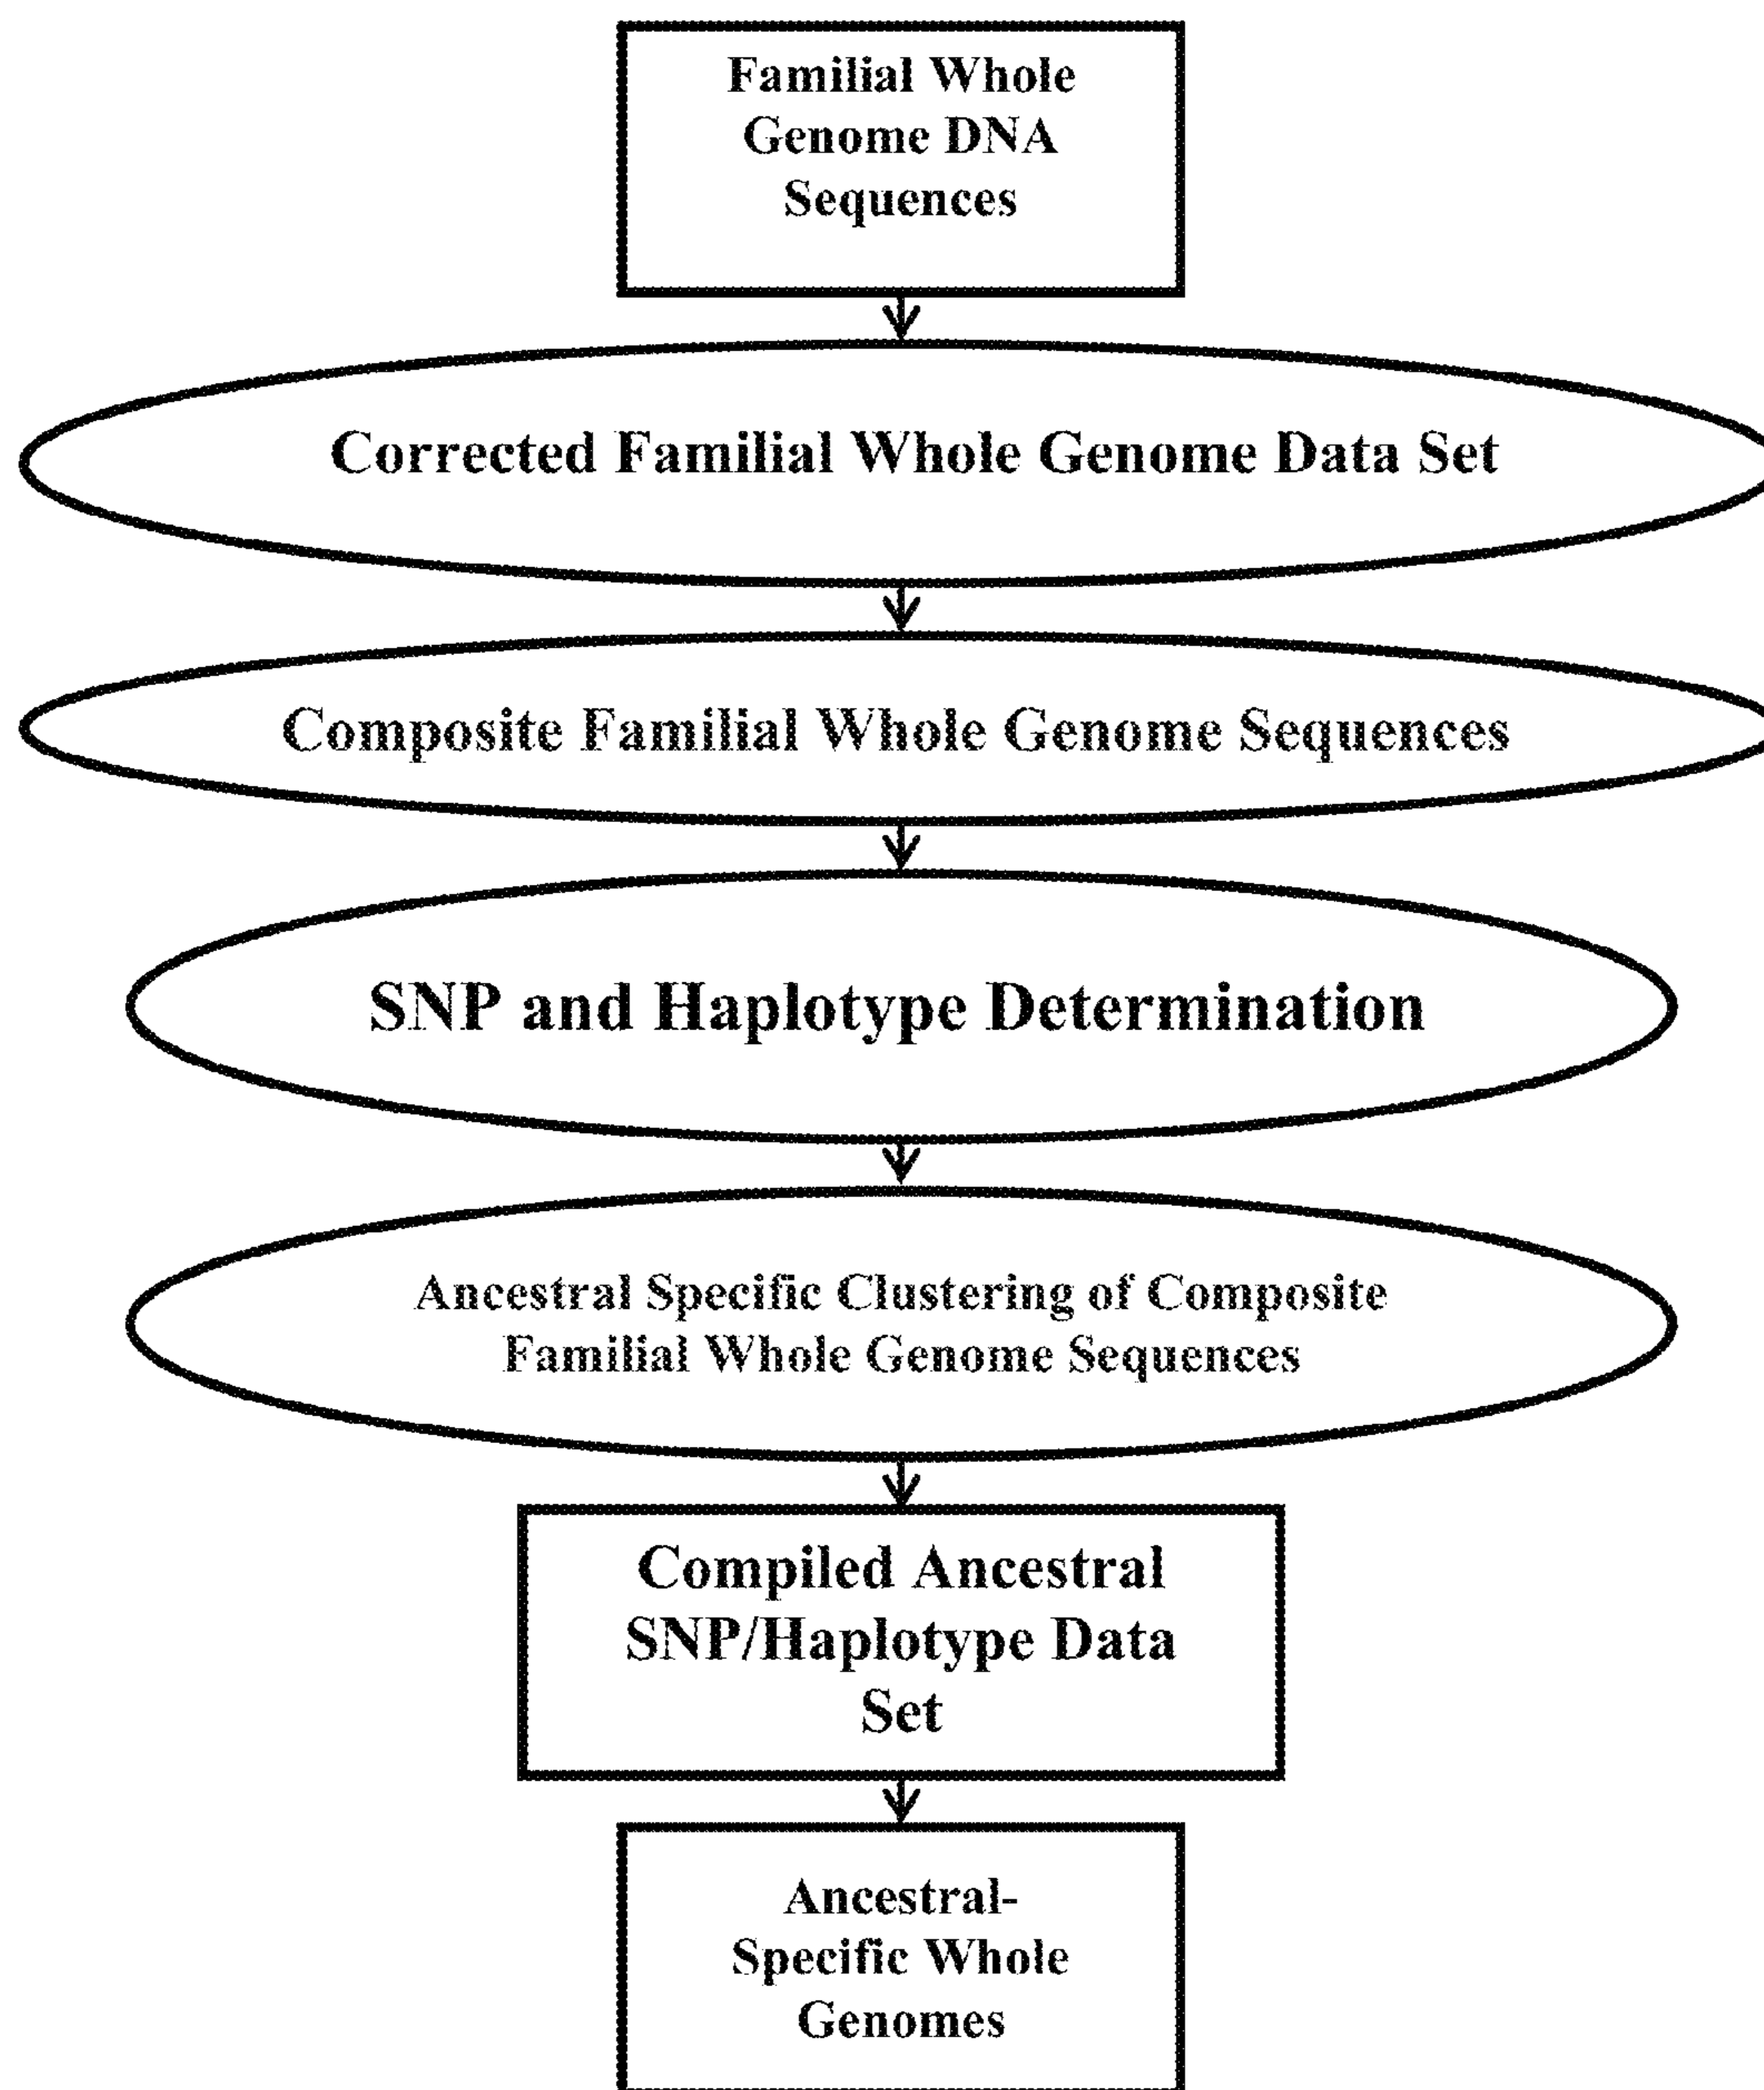 Familial Whole
Genome DNA
Sequences
Corrected Familial Whole Genome Data Set
Composite Familial Whole Genome Sequences
SNP and Haplotype Determination
Ancestral Specific Clustering of Composite
Familial Whole Genome Sequences
Compiled Ancestral
SNP/Haplotype Data
Set
Ancestral-
Specific Whole
Genomes